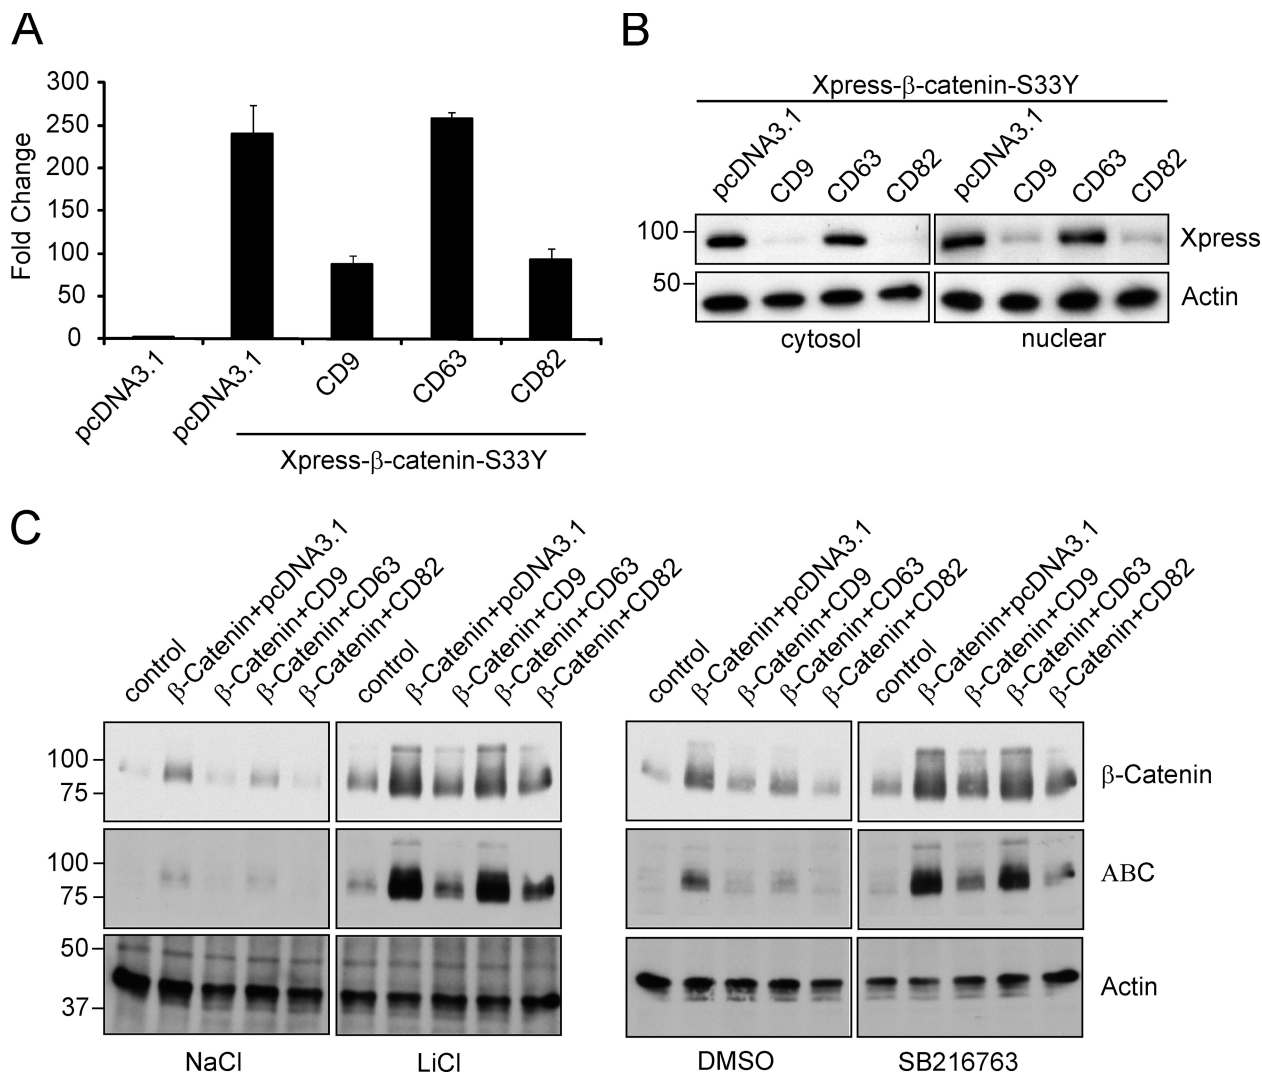 A
Fold Change
300
250
200
150
100
50
0
pcDNA3.1
pcDNA3.1
CD9
CD63
CD82
Xpress-β-catenin-S33Y
B
Xpress-β-catenin-S33Y
pcDNA3.1
CD9
CD63
CD82
pcDNA3.1
CD9
CD63
CD82
100
Xpress
50
Actin
cytosol
nuclear
C
control
β-Catenin+pcDNA3.1
β-Catenin+CD9
β-Catenin+CD63
β-Catenin+CD82
control
β-Catenin+pcDNA3.1
β-Catenin+CD9
β-Catenin+CD63
β-Catenin+CD82
control
β-Catenin+pcDNA3.1
β-Catenin+CD9
β-Catenin+CD63
β-Catenin+CD82
control
β-Catenin+pcDNA3.1
β-Catenin+CD9
β-Catenin+CD63
β-Catenin+CD82
100
75
β-Catenin
100
75
ABC
50
37
Actin
NaCl
LiCl
DMSO
SB216763